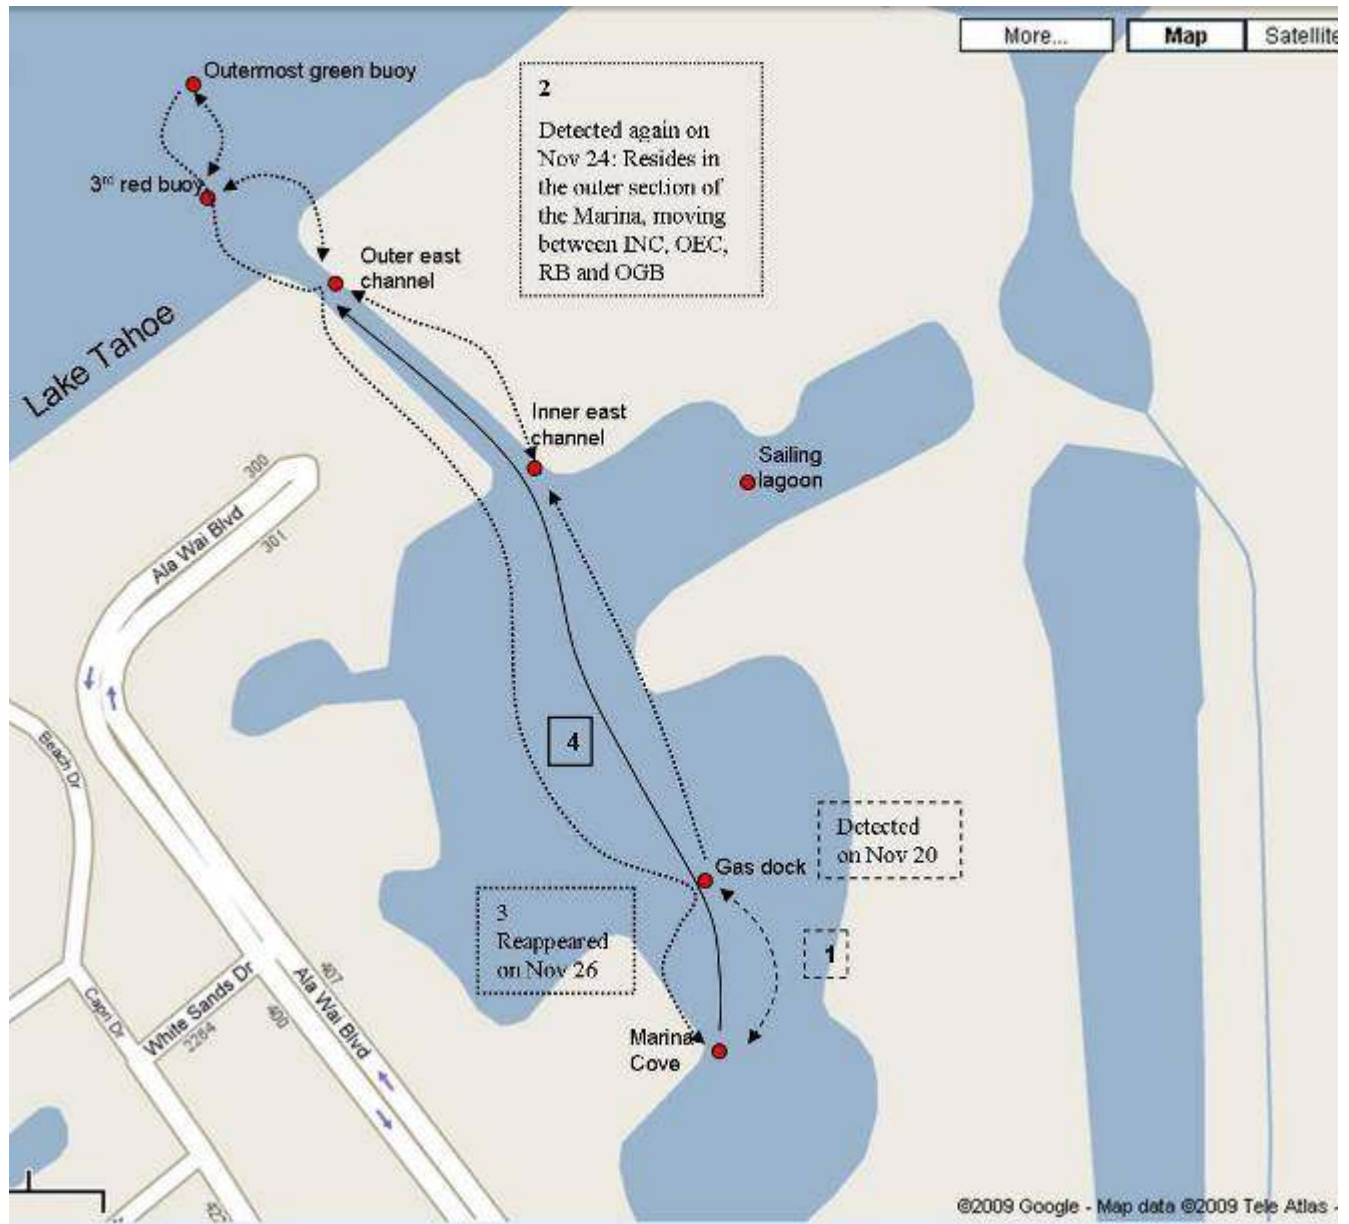 More...
Map
Satellite
Outermost green buoy
3rd red buoy
2
Detected again on
Nov 24: Resides in
the outer section of
the Marina, moving
between INC, OEC,
RB and OGB
Outer east
channel
Lake Tahoe
Inner east
channel
Sailing
lagoon
300
Ala Wai Blvd
301
4
Beach Dr
Detected
on Nov 20
Gas dock
3
Reappeared
on Nov 26
1
407
Ala Wai Blvd
400
White Sands Dr
2264
Capri Dr
Marina
Cove
©2009 Google - Map data ©2009 Tele Atlas -